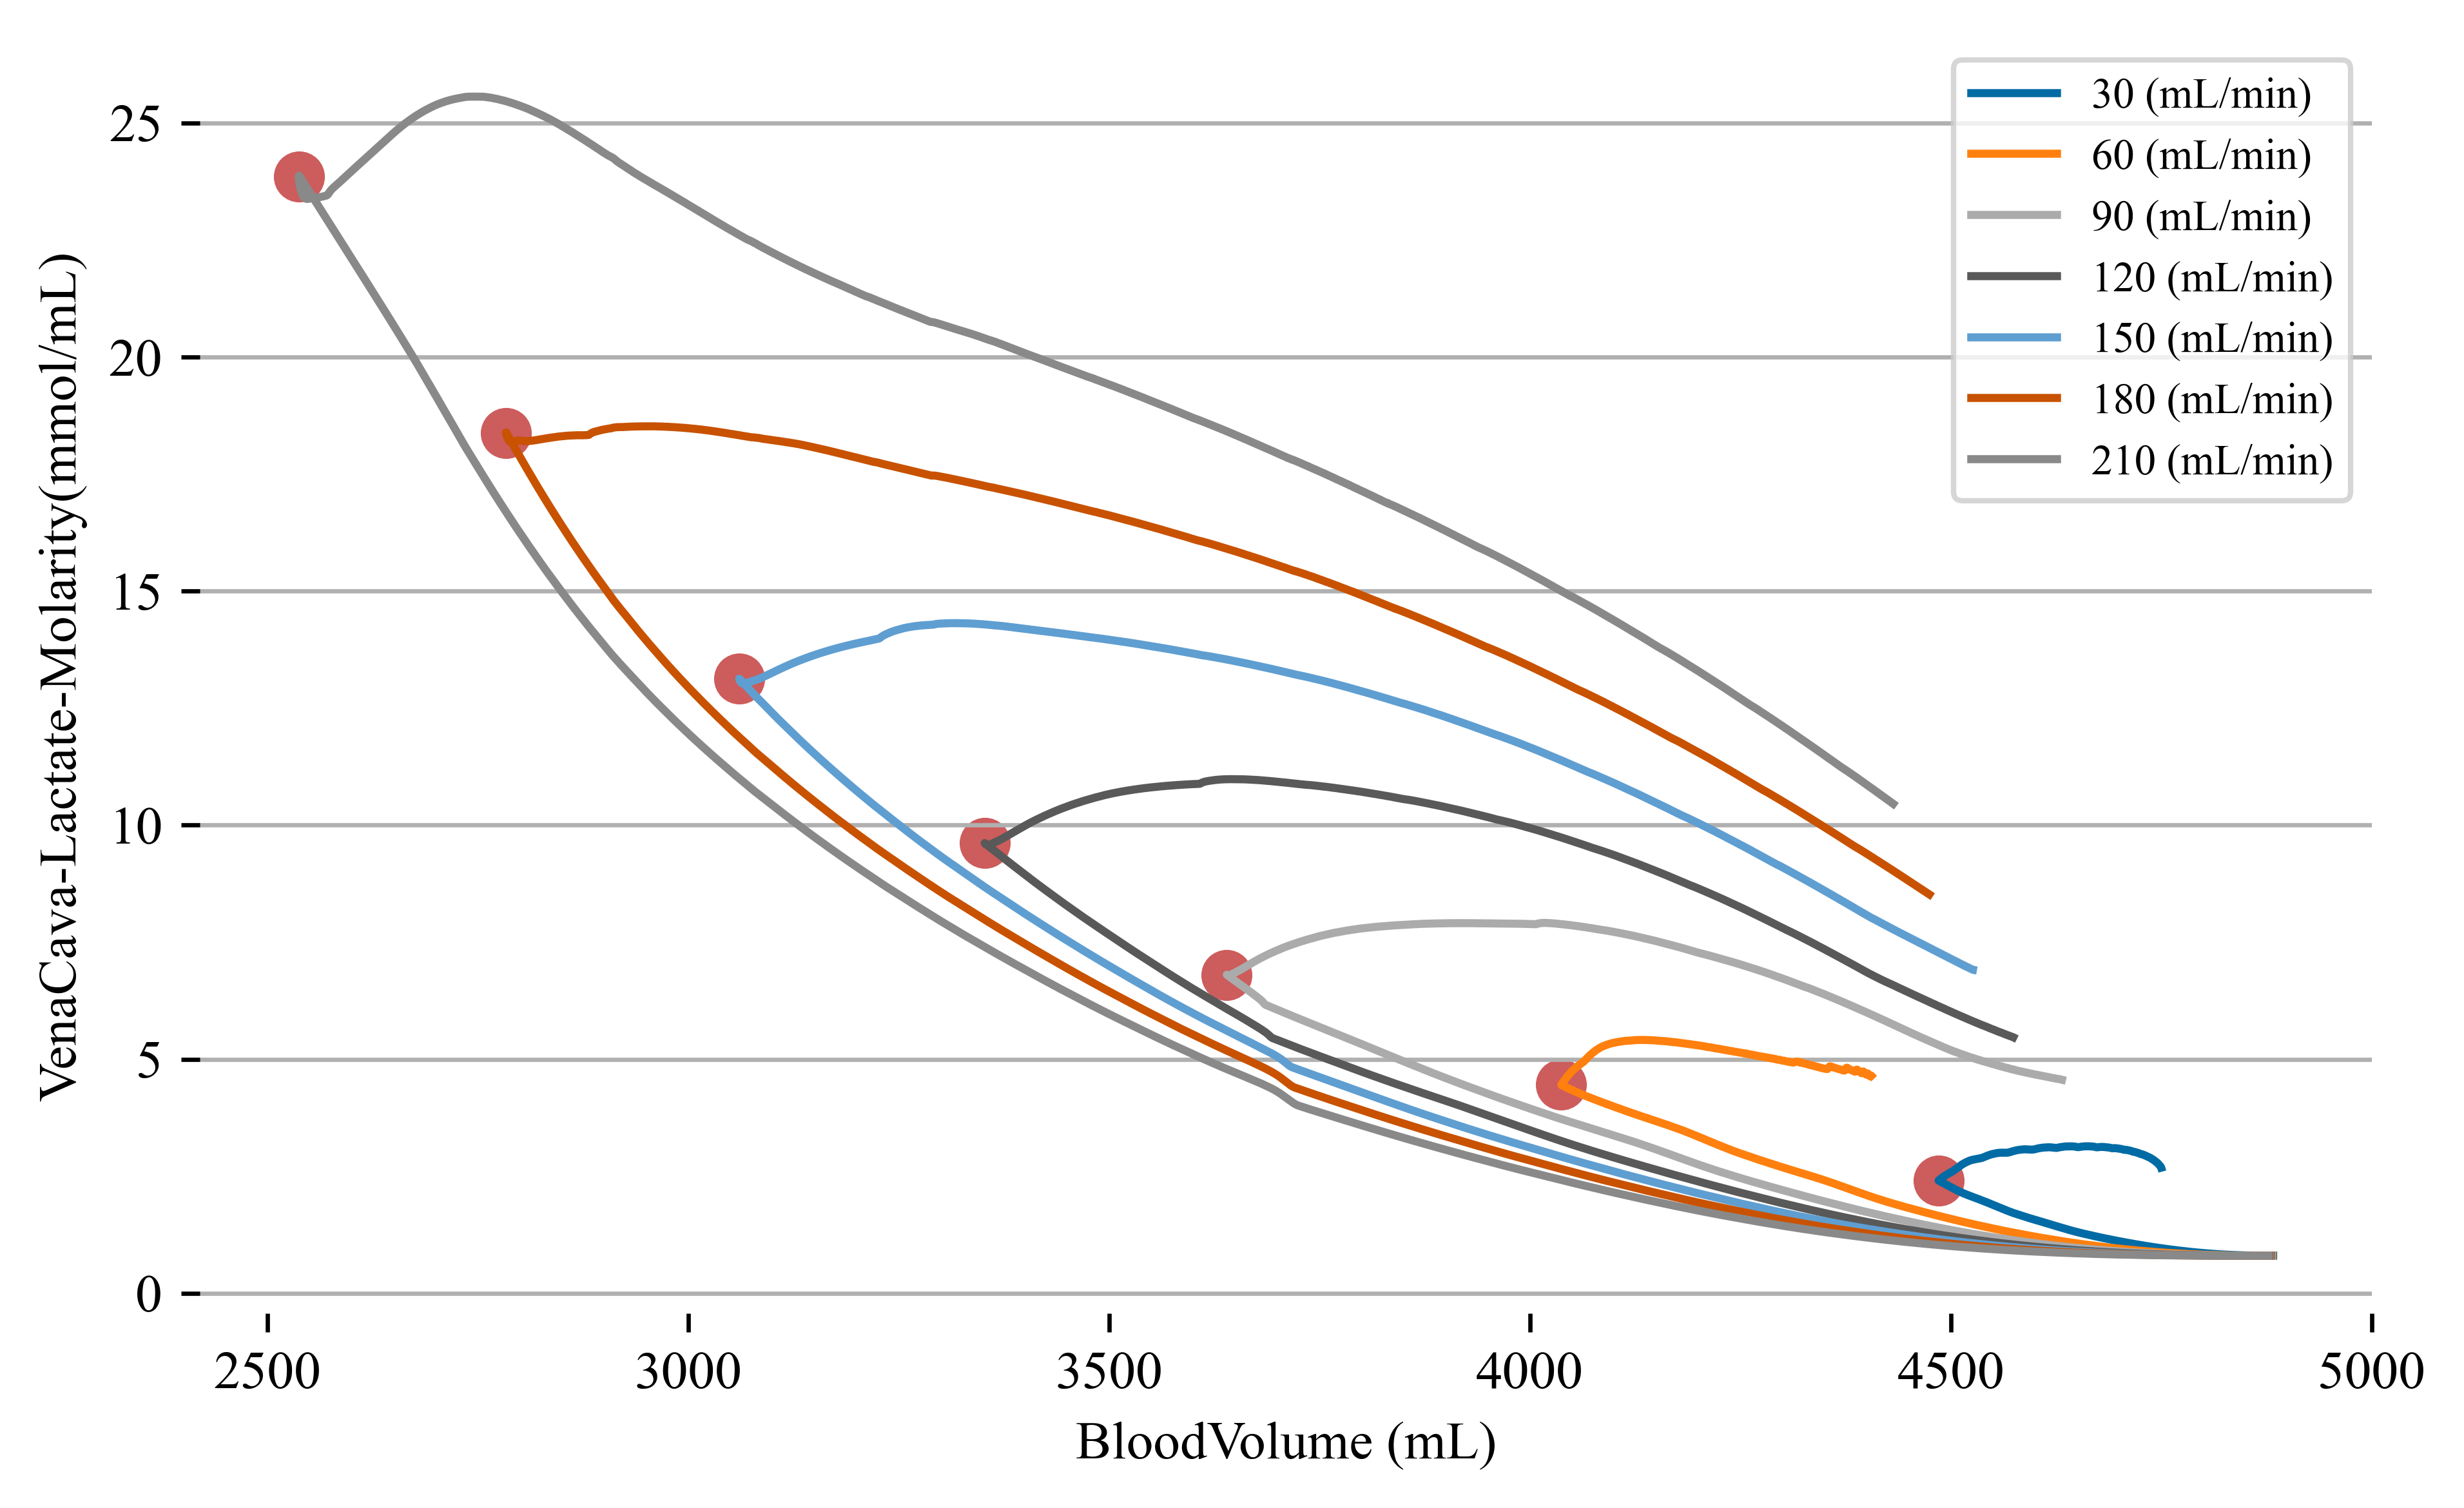 25
20
15
10
5
0
VenaCava-Lactate-Molarity(mmol/mL)
30 (mL/min)
60 (mL/min)
90 (mL/min)
120 (mL/min)
150 (mL/min)
180 (mL/min)
210 (mL/min)
2500 3000 3500 4000 4500 5000
BloodVolume (mL)